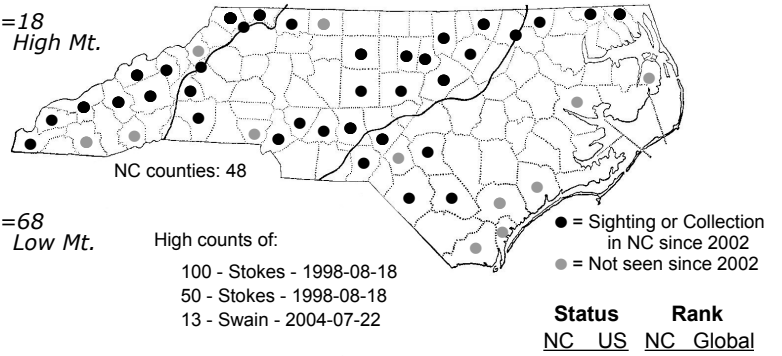 =18
High Mt.
NC counties: 48
=68
Low Mt.
High counts of:
100 - Stokes - 1998-08-18
50 - Stokes - 1998-08-18
13 - Swain - 2004-07-22
= Sighting or Collection
in NC since 2002
= Not seen since 2002
Status Rank
NC US NC Global